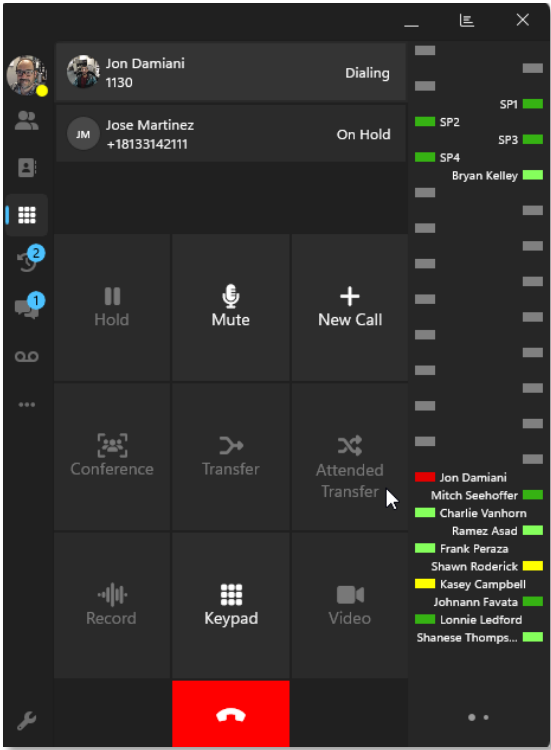 Jon Damiani
1130
Dialing
JM
Jose Martinez
+18133142111
On Hold
2
1
Hold
Mute
New Call
Conference
Transfer
Attended
Transfer
Record
Keypad
Video
SP1
SP2
SP3
SP4
Bryan Kelley
Jon Damiani
Mitch Seehoffer
Charlie Vanhorn
Ramez Asad
Frank Peraza
Shawn Roderick
Kasey Campbell
Johnann Favata
Lonnie Ledford
Shanese Thomps...